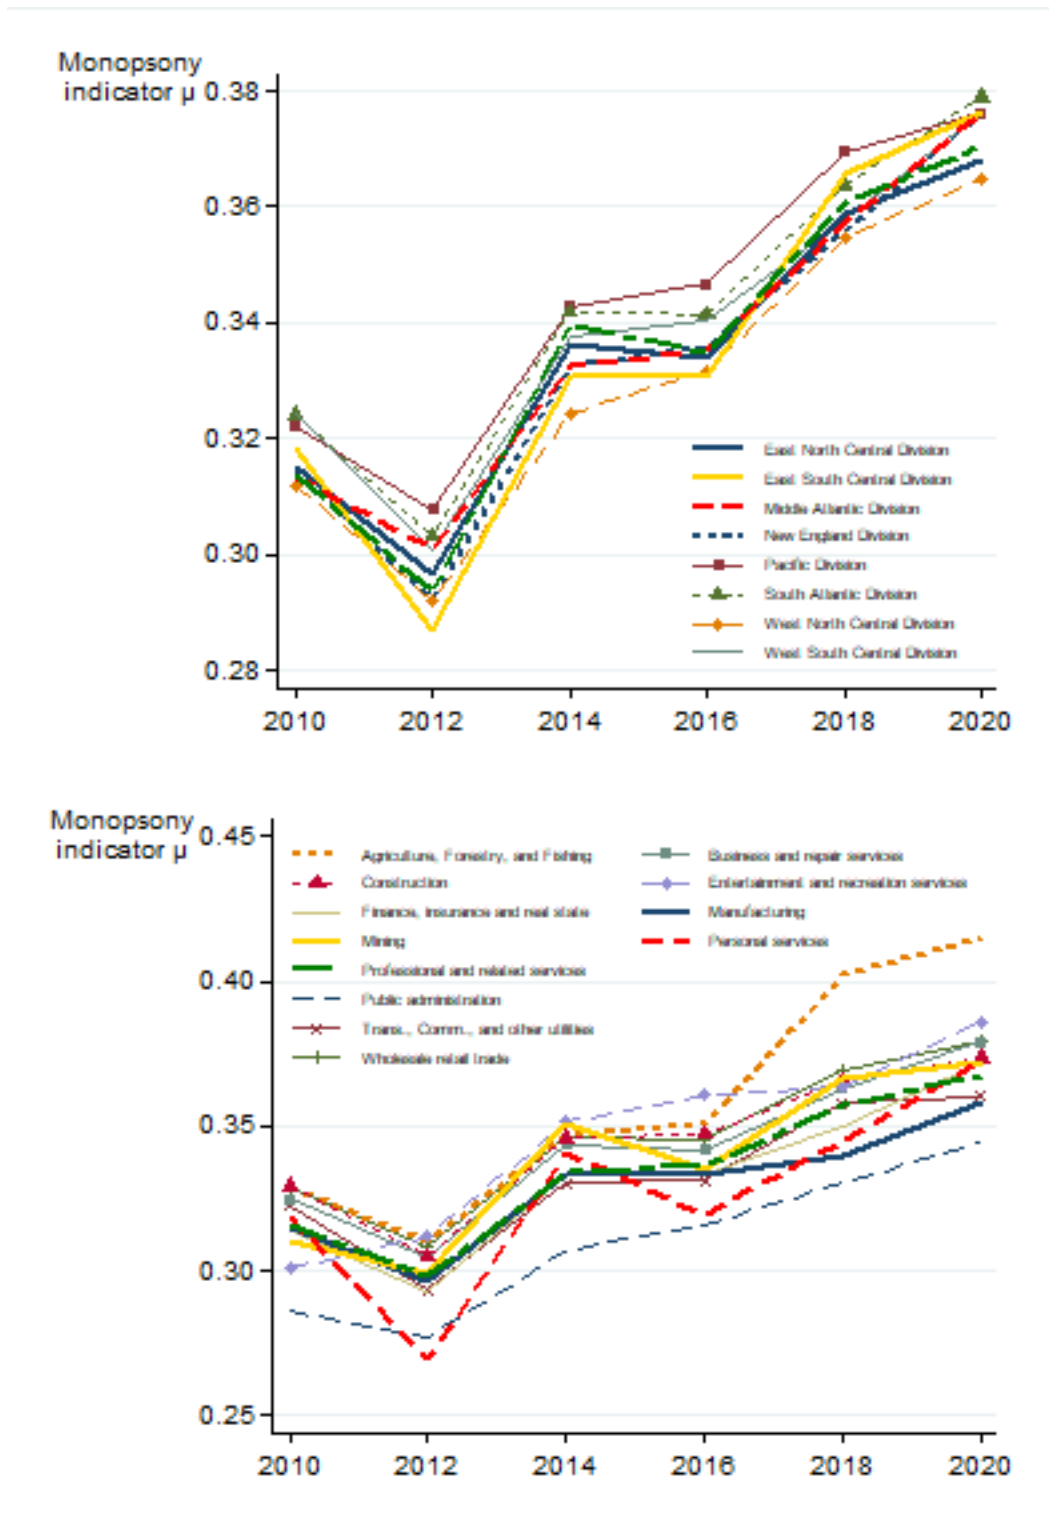 Monopsony
indicator µ
0.38
0.36
0.34
0.32
0.30
0.28
East North Central Division
East South Central Division
Middle Atlantic Division
New England Division
Pacific Division
South Atlantic Division
West North Central Division
West South Central Division
2010 2012 2014 2016 2018 2020
Monopsony
indicator µ
0.45
0.40
0.35
0.30
0.25
Agriculture, Forestry, and Fishing
Construction
Finance, insurance and real state
Mining
Professional and related services
Public administration
Trans., Comm., and other utilities
Wholesale retail trade
Business and repair services
Entertainment and recreation services
Manufacturing
Personal services
2010 2012 2014 2016 2018 2020